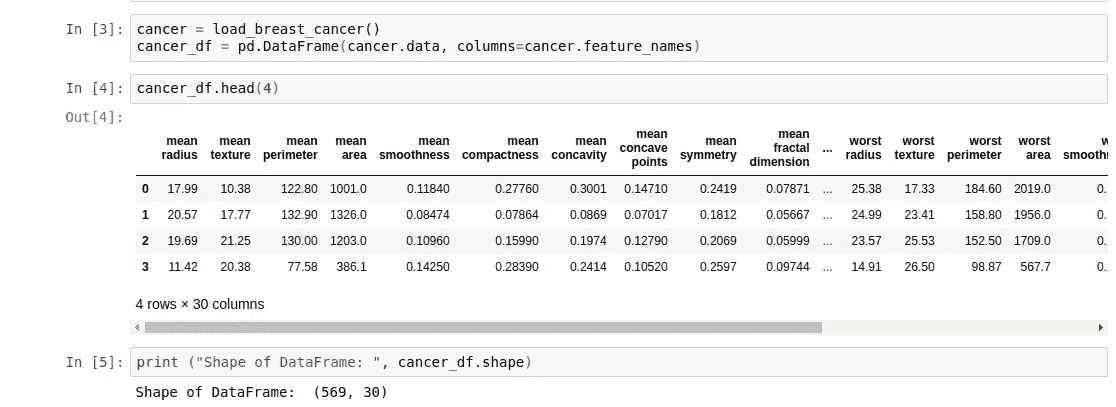 In [3]: cancer = load_breast_cancer()
cancer_df = pd.DataFrame(cancer.data, columns=cancer.feature_names)
In [4]: cancer_df.head(4)
Out[4]:
mean radius mean texture mean perimeter mean area mean smoothness mean compactness mean concavity mean concave points mean symmetry mean fractal dimension ... worst radius worst texture worst perimeter worst area
0 17.99 10.38 122.80 1001.0 0.11840 0.27760 0.3001 0.14710 0.2419 0.07871 ... 25.38 17.33 184.60 2019.0 0.
1 20.57 17.77 132.90 1326.0 0.08474 0.07864 0.0869 0.07017 0.1812 0.05667 ... 24.99 23.41 158.80 1956.0 0.
2 19.69 21.25 130.00 1203.0 0.10960 0.15990 0.1974 0.12790 0.2069 0.05999 ... 23.57 25.53 152.50 1709.0 0.
3 11.42 20.38 77.58 386.1 0.14250 0.28390 0.2414 0.10520 0.2597 0.09744 ... 14.91 26.50 98.87 567.7 0.
4 rows × 30 columns
In [5]: print ("Shape of DataFrame: ", cancer_df.shape)
Shape of DataFrame:  (569, 30)